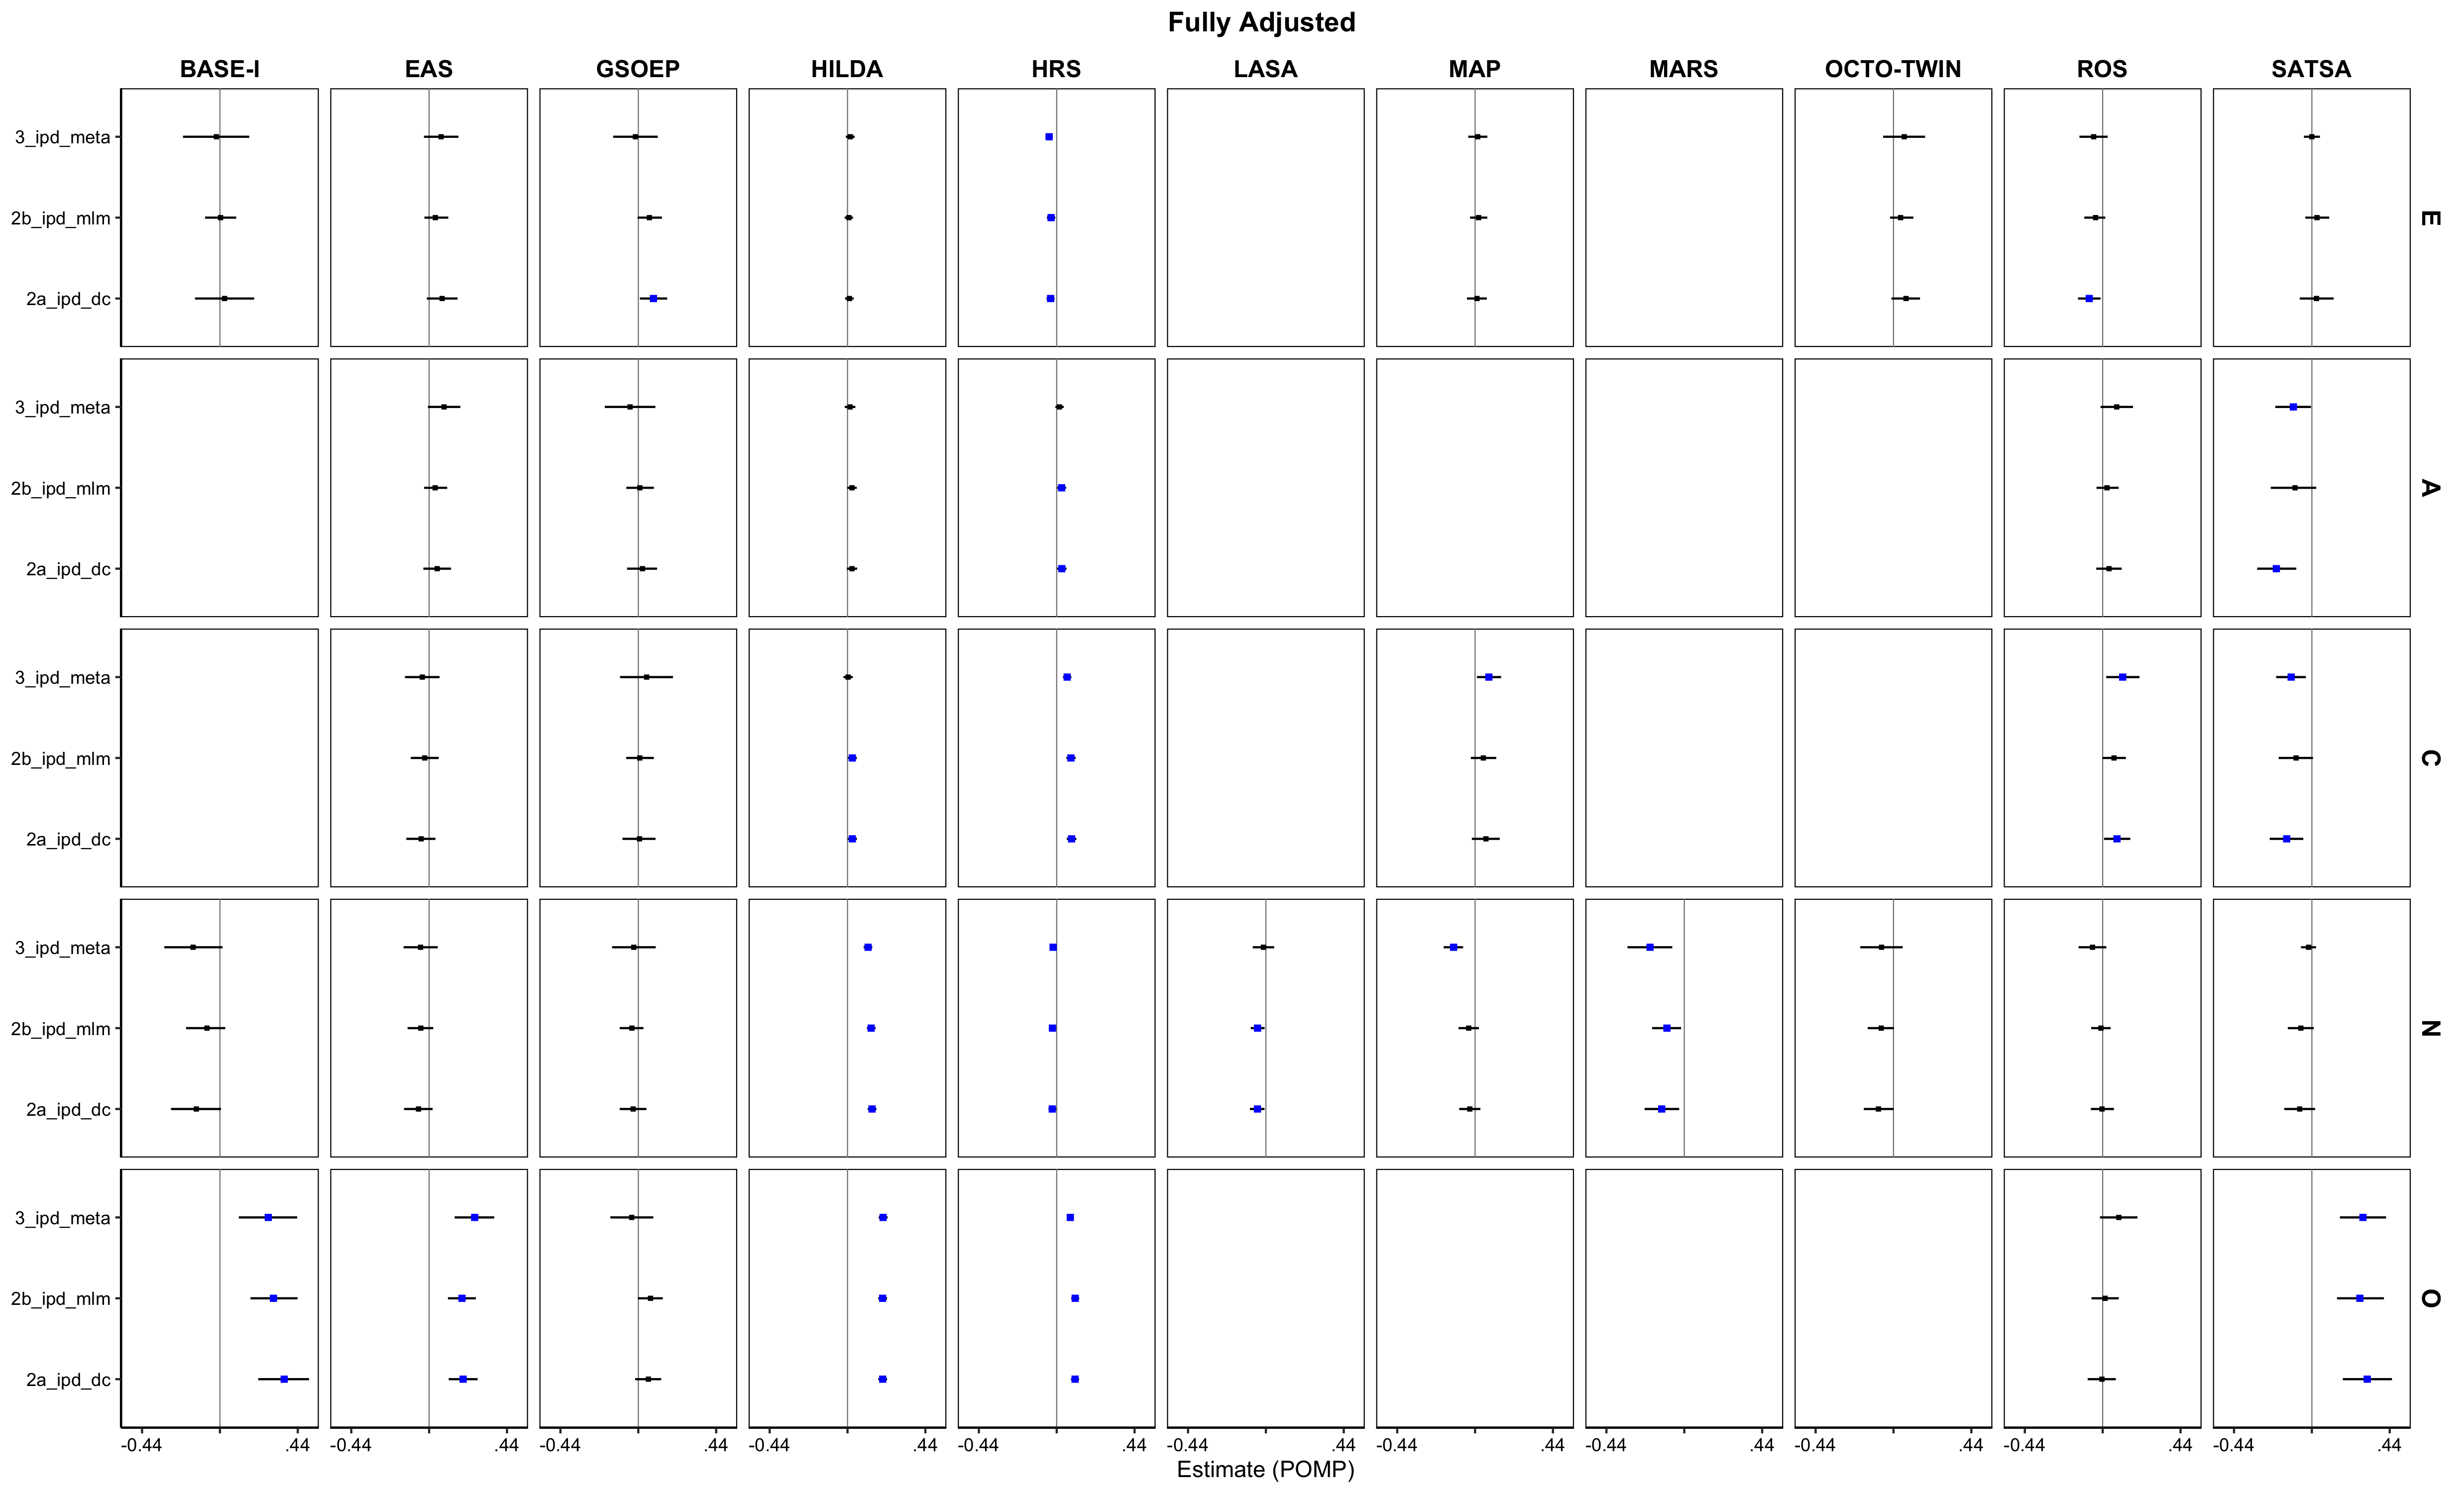 Fully Adjusted
BASE-I EAS GSOEP HILDA HRS LASA MAP MARS OCTO-TWIN ROS SATSA
3_ipd_meta
2b_ipd_mlm
2a_ipd_dc
E
3_ipd_meta
2b_ipd_mlm
2a_ipd_dc
A
3_ipd_meta
2b_ipd_mlm
2a_ipd_dc
C
3_ipd_meta
2b_ipd_mlm
2a_ipd_dc
N
3_ipd_meta
2b_ipd_mlm
2a_ipd_dc
O
-0.44 .44 -0.44 .44 -0.44 .44 -0.44 .44 -0.44 .44 -0.44 .44 -0.44 .44 -0.44 .44 -0.44 .44 -0.44 .44 -0.44 .44
Estimate (POMP)